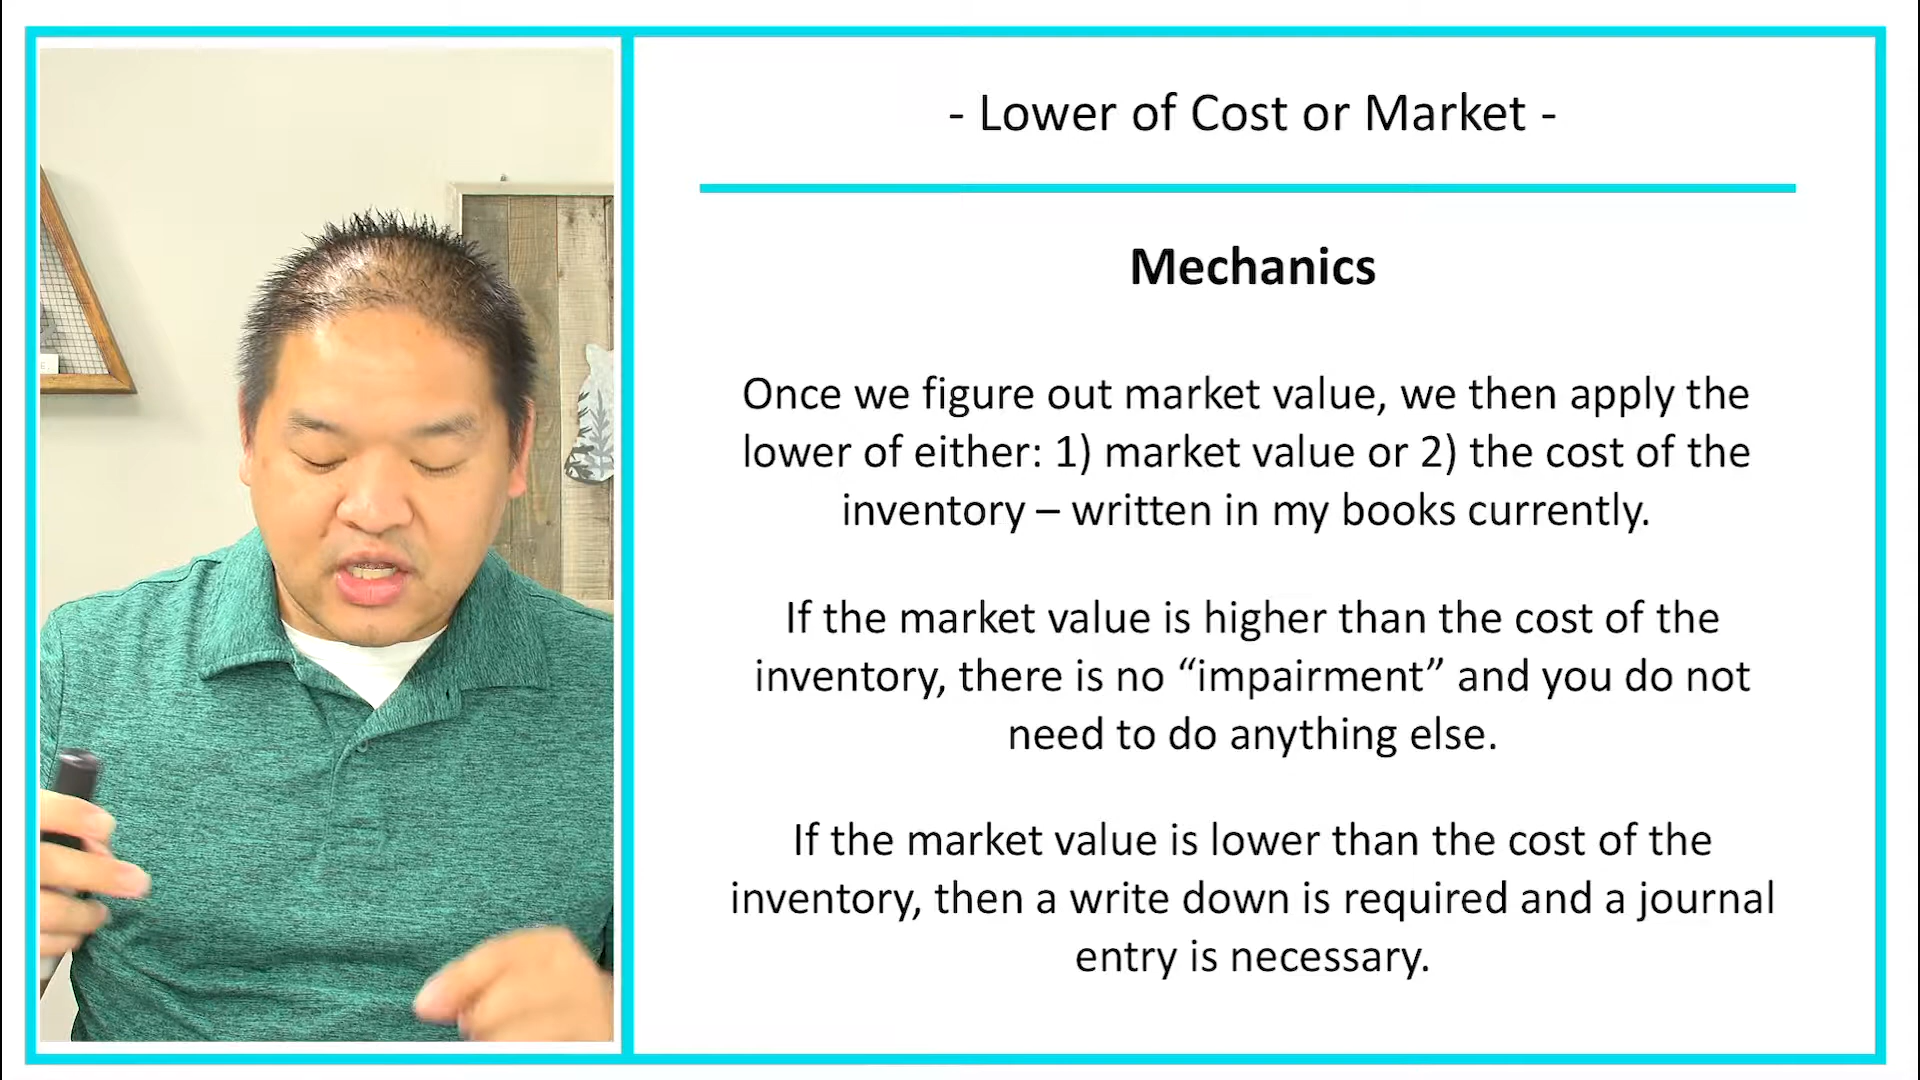 - Lower of Cost or Market -
Mechanics
Once we figure out market value, we then apply the
lower of either: 1) market value or 2) the cost of the
inventory – written in my books currently.
If the market value is higher than the cost of the
inventory, there is no “impairment” and you do not
need to do anything else.
If the market value is lower than the cost of the
inventory, then a write down is required and a journal
entry is necessary.